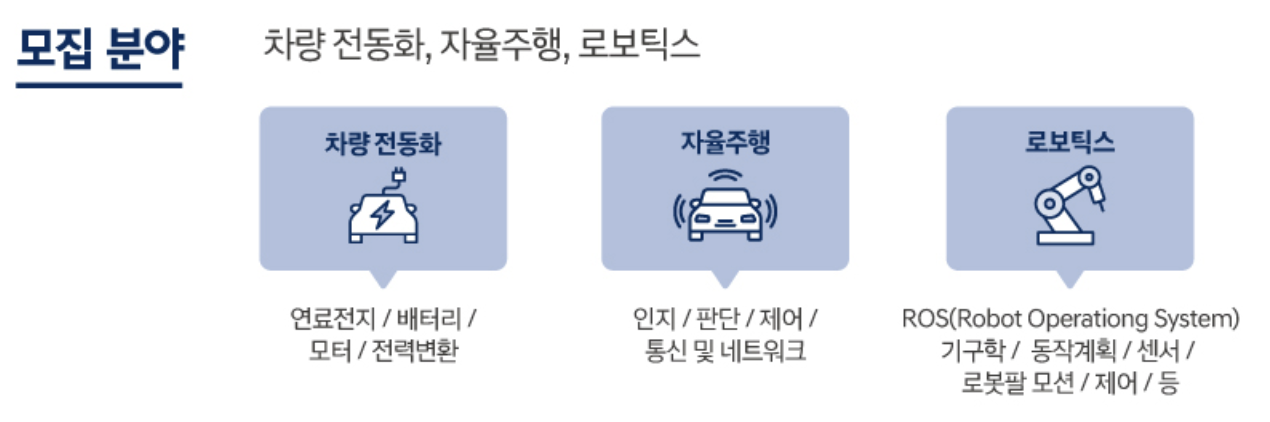 모집 분야
차량 전동화, 자율주행, 로보틱스
차량 전동화
연료전지 / 배터리 /
모터 / 전력변환
자율주행
인지 / 판단 / 제어 /
통신 및 네트워크
로보틱스
ROS(Robot Operationg System)
기구학 / 동작계획 / 센서 /
로봇팔 모션 / 제어 / 등